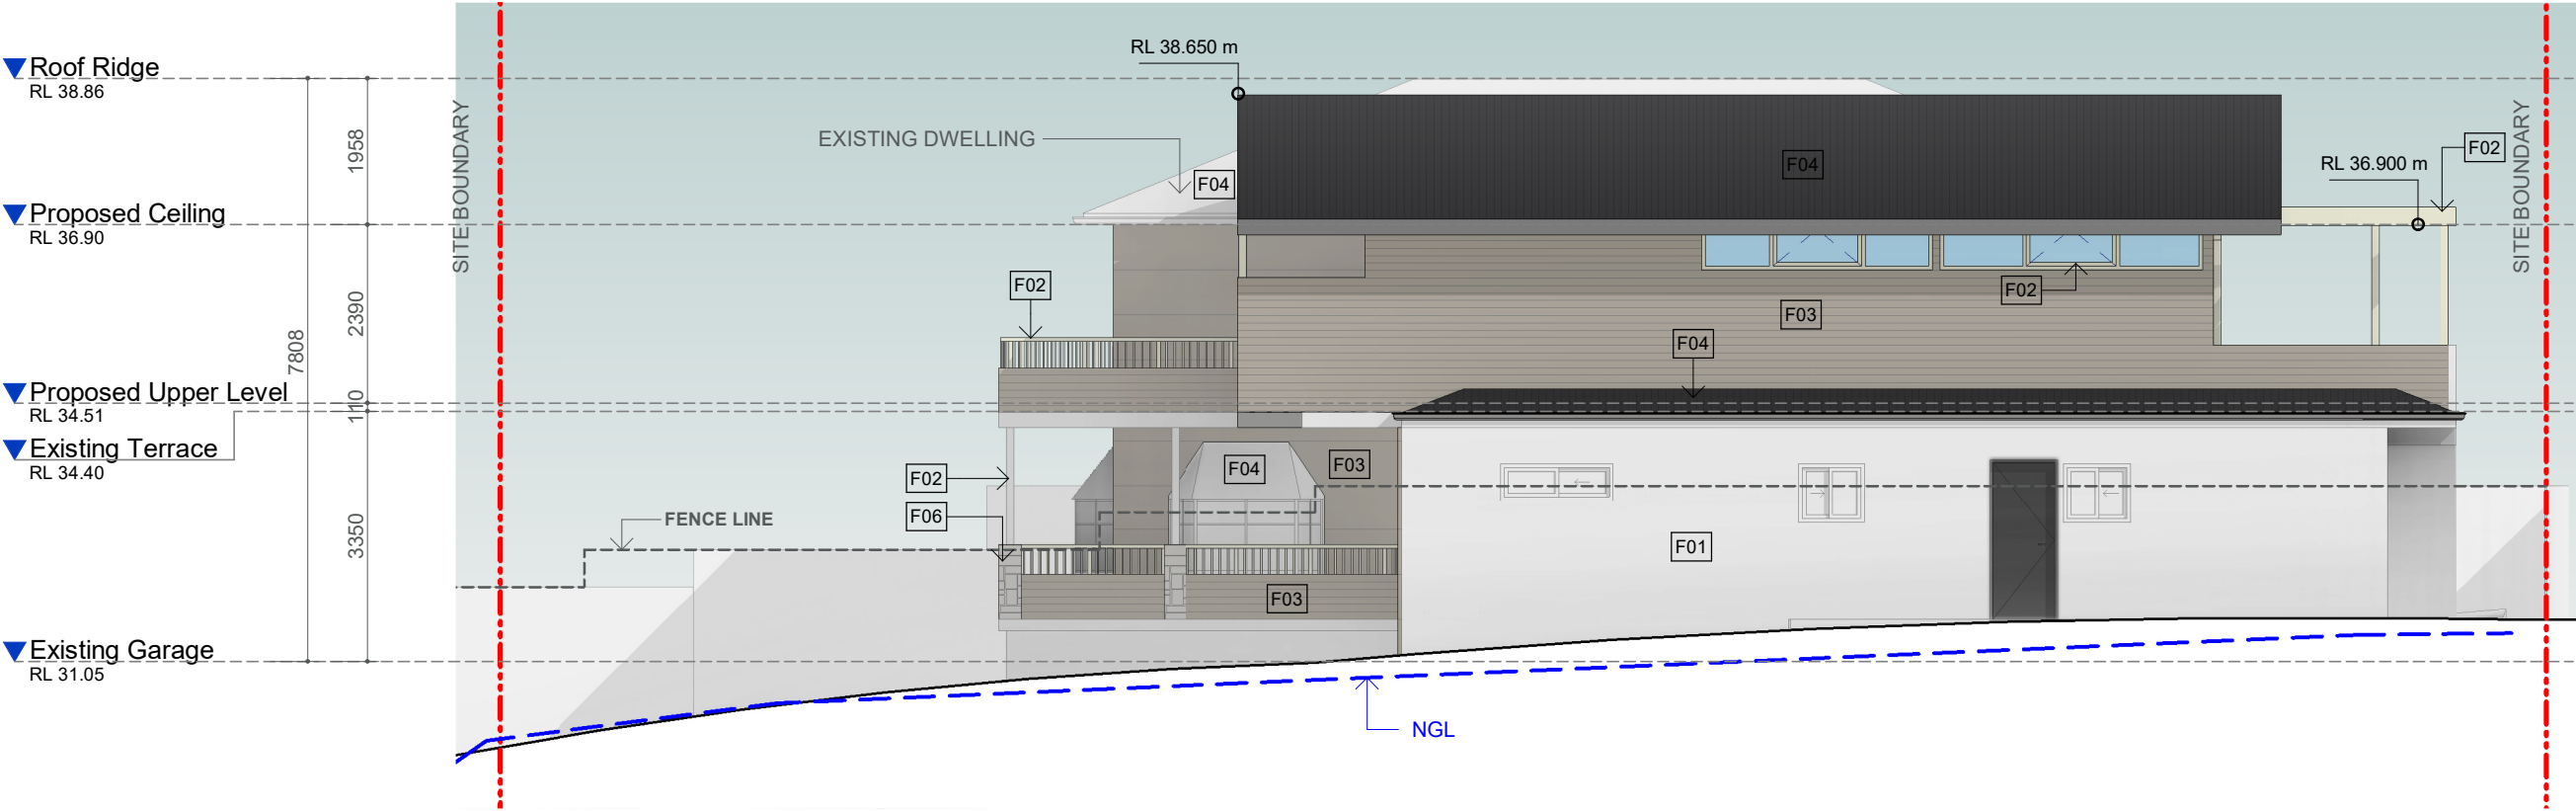 RL 38.650 m
Roof Ridge
RL 38.86
SITE BOUNDARY
SITE BOUNDARY
EXISTING DWELLING
1958
F02
F04
RL 36.900 m
F04
Proposed Ceiling
RL 36.90
F02
F02
2390
F03
7808
F04
Proposed Upper Level
RL 34.51
110
Existing Terrace
RL 34.40
F04
F03
F02
FENCE LINE
F06
3350
F01
F03
Existing Garage
RL 31.05
NGL